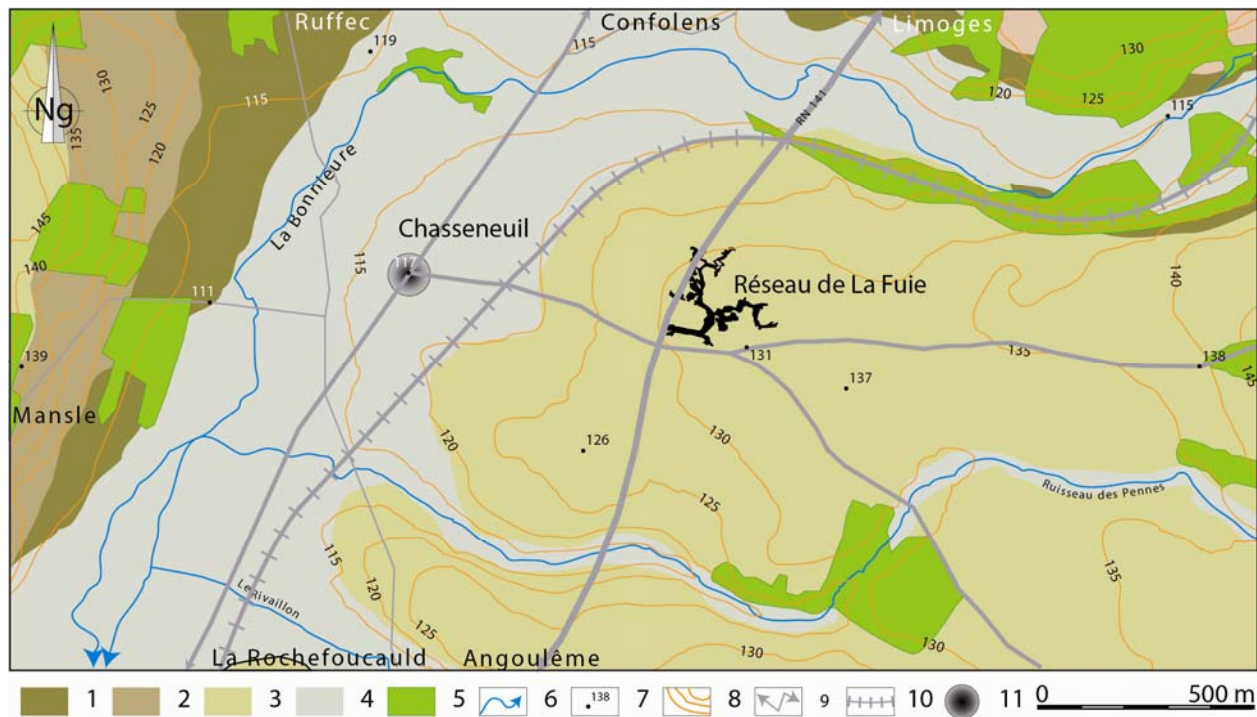 Ruffec
Confolens
Limoges
119
115
130
Ng
130
125
115
120
125
115
RN 141
135
120
La Bonnieure
145
Chasseneuil
117
115
140
140
111
Réseau de La Fuie
139
131
135
138
145
137
Mansle
120
126
130
125
Ruisseau des Pennes
115
120
135
Le Rivaillon
125
130
130
La Rochefoucauld
Angoulême
1 2 3 4 5 6 138 7 8 9 10 11 0 500 m